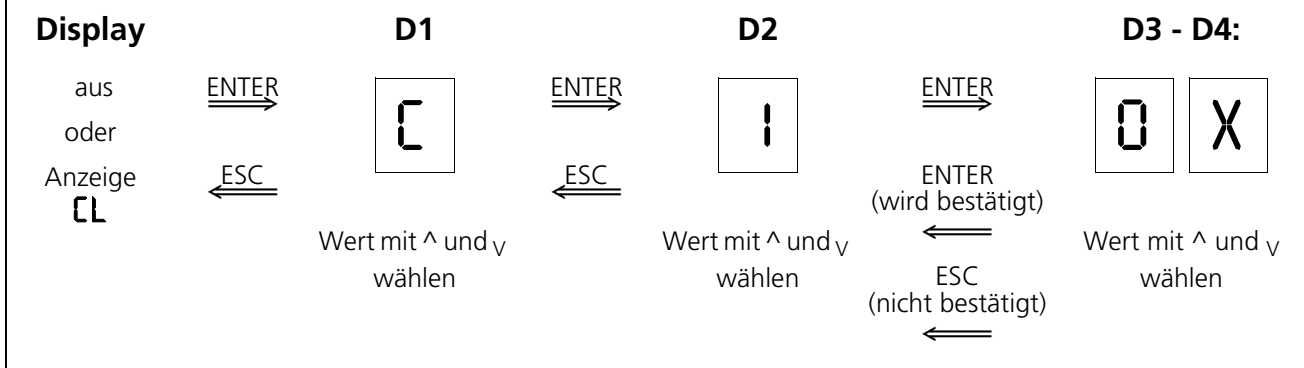 Display D1 D2 D3 - D4:
aus ENTER C ENTER 1 ENTER 0 X
oder
Anzeige ESC ESC ENTER
CL (wird bestätigt)
Wert mit ^ und v Wert mit ^ und v Wert mit ^ und v
wählen wählen ESC wählen
(nicht bestätigt)